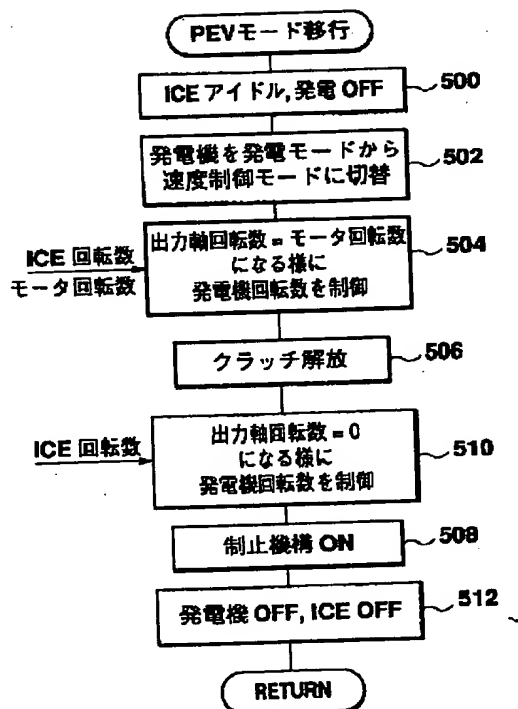 PEVモード移行
ICE アイドル, 発電 OFF
500
発電機を発電モードから
速度制御モードに切替
502
ICE 回転数
モータ回転数
出力軸回転数 = モータ回転数
になる様に
発電機回転数を制御
504
クラッチ解放
506
ICE 回転数
出力軸回転数 = 0
になる様に
発電機回転数を制御
510
制止機構 ON
508
発電機 OFF, ICE OFF
512
RETURN